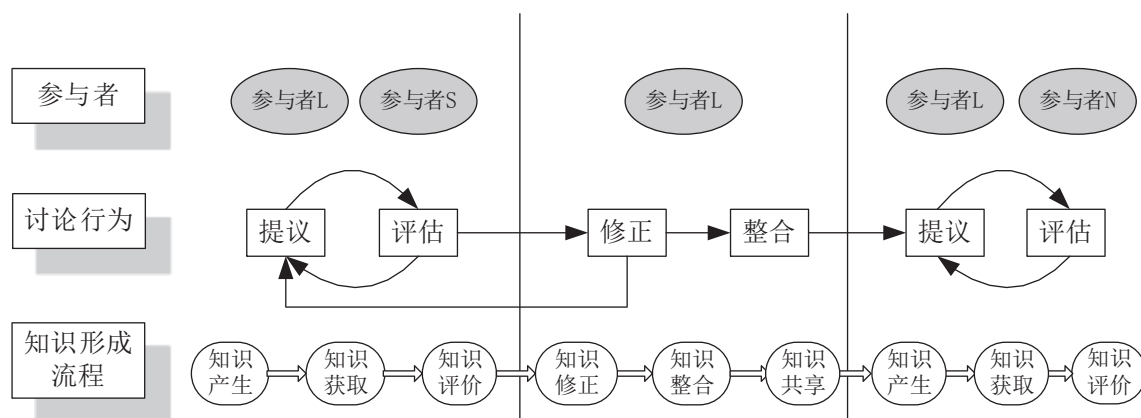 参与者
参与者L
参与者S
参与者L
参与者L
参与者N
讨论行为
提议
评估
修正
整合
提议
评估
知识形成
流程
知识
产生
知识
获取
知识
评价
知识
修正
知识
整合
知识
共享
知识
产生
知识
获取
知识
评价